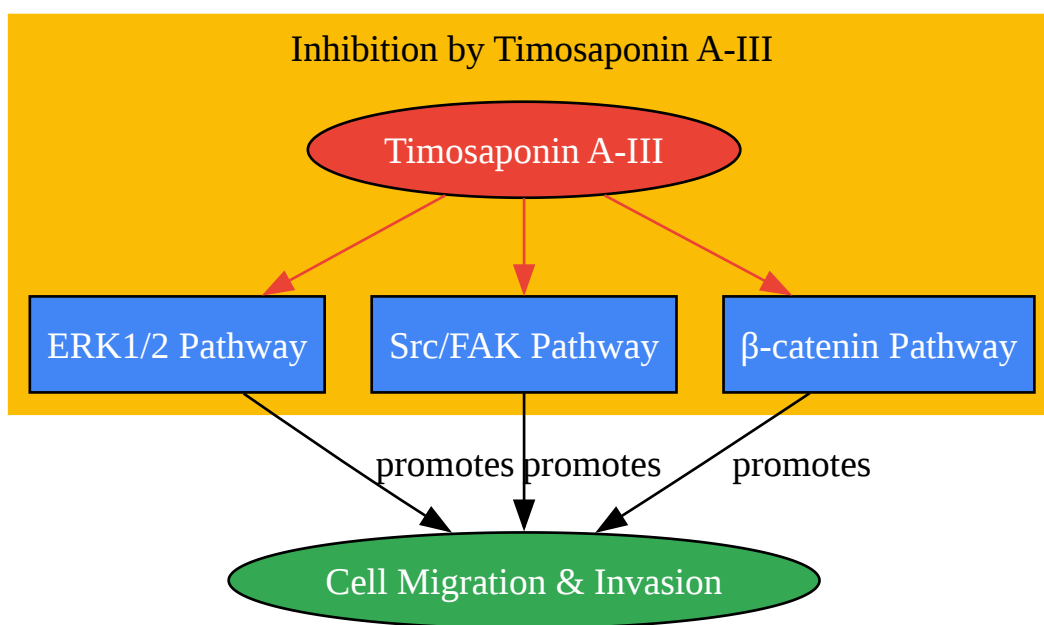 Inhibition by Timosaponin A-III
Timosaponin A-III
ERK1/2 Pathway
Src/FAK Pathway
β-catenin Pathway
promotes
promotes
promotes
Cell Migration & Invasion